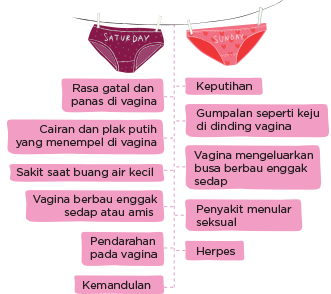 SATURDAY
SUNDAY
Rasa gatal dan
panas di vagina
Cairan dan plak putih
yang menempel di vagina
Sakit saat buang air kecil
Vagina berbau enggak
sedap atau amis
Pendarahan
pada vagina
Kemandulan
Keputihan
Gumpalan seperti keju
di dinding vagina
Vagina mengeluarkan
busa berbau enggak
sedap
Penyakit menular
seksual
Herpes